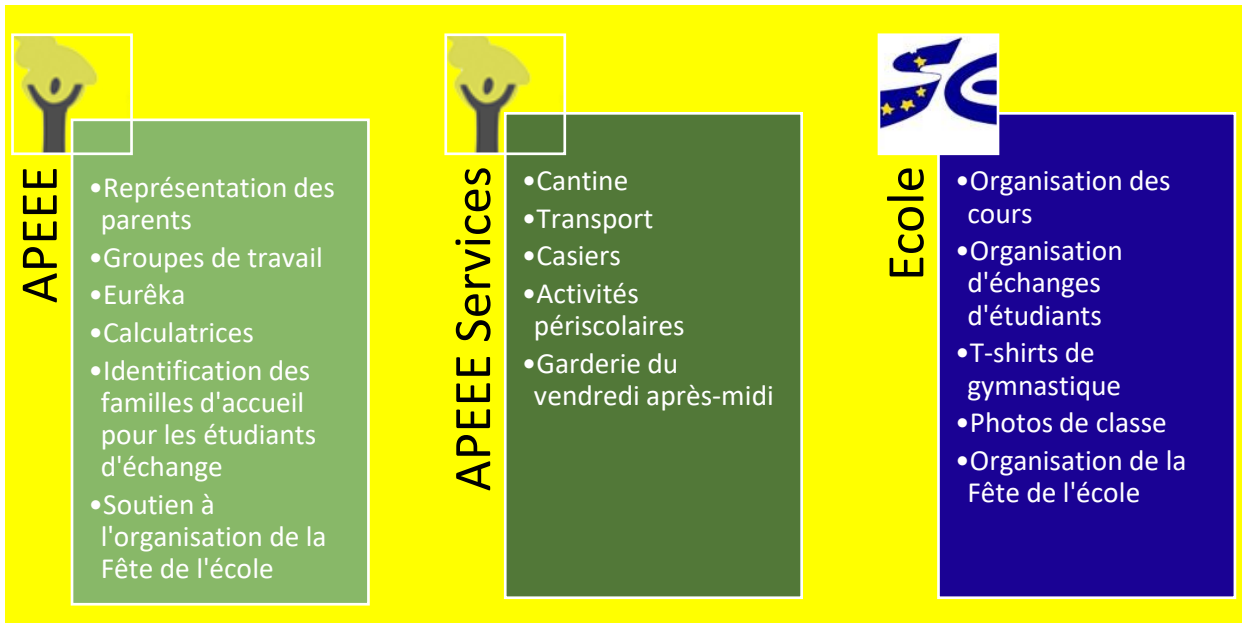 APEEE
•Représentation des
parents
•Groupes de travail
•Eurêka
•Calculatrices
•Identification des
familles d'accueil
pour les étudiants
d'échange
•Soutien à
l'organisation de la
Fête de l'école
APEEE Services
•Cantine
•Transport
•Casiers
•Activités
périscolaires
•Garderie du
vendredi après-midi
Ecole
•Organisation des
cours
•Organisation
d'échanges
d'étudiants
•T-shirts de
gymnastique
•Photos de classe
•Organisation de la
Fête de l'école